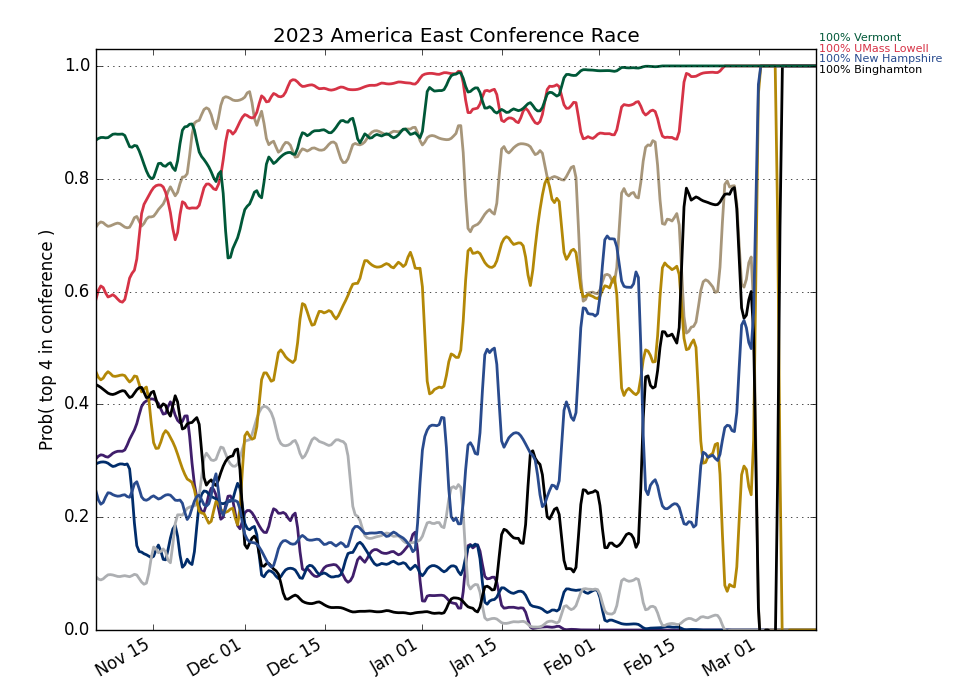 2023 America East Conference Race
100% Vermont
100% UMass Lowell
100% New Hampshire
100% Binghamton
1.0
0.8
0.6
0.4
0.2
0.0
Prob( top 4 in conference )
Nov 15
Dec 01
Dec 15
Jan 01
Jan 15
Feb 01
Feb 15
Mar 01